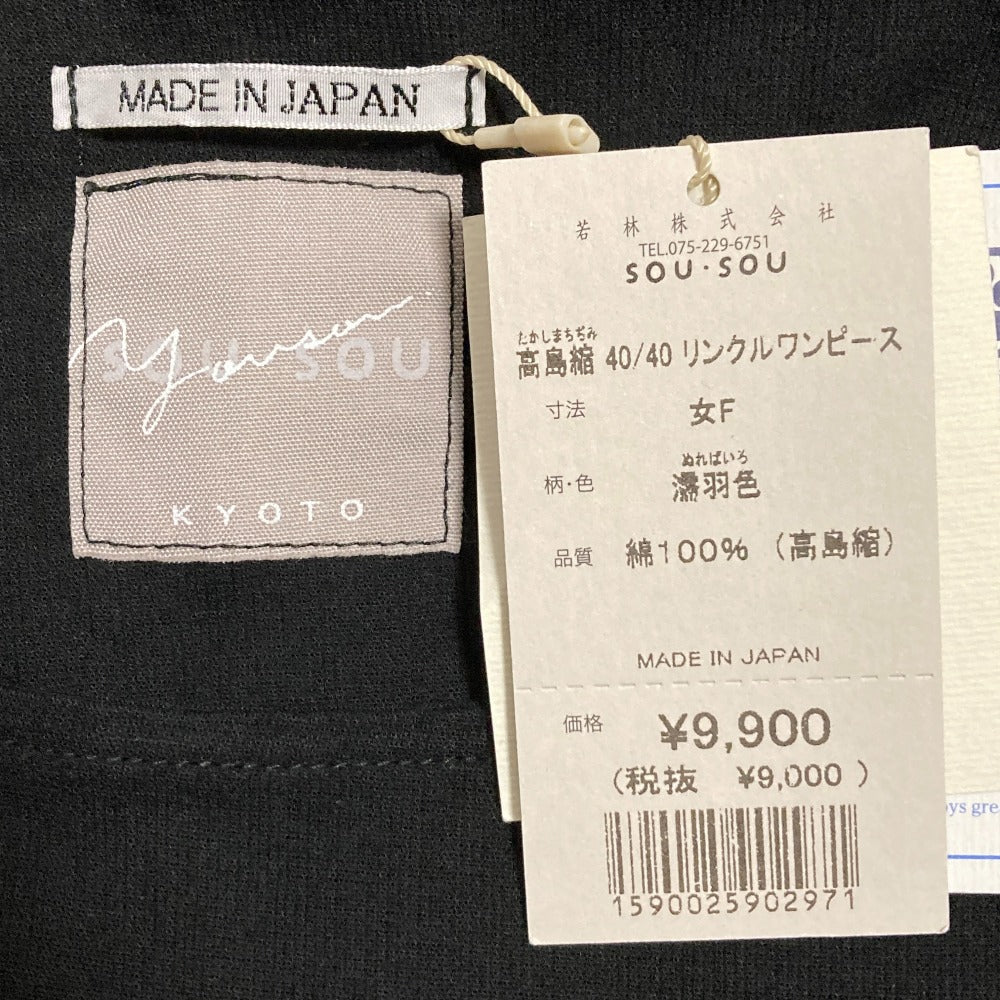 MADE IN JAPAN
SOU・SOU
KYOTO
若林株式会社
TEL.075-229-6751
SOU・SOU
たかしまちぢみ
高島縮 40/40 リンクルワンピース
寸法 女F
ぬればいろ
柄・色 濡羽色
品質 綿100% (高島縮)
MADE IN JAPAN
価格 ¥9,900
(税抜 ¥9,000)
1590025902971